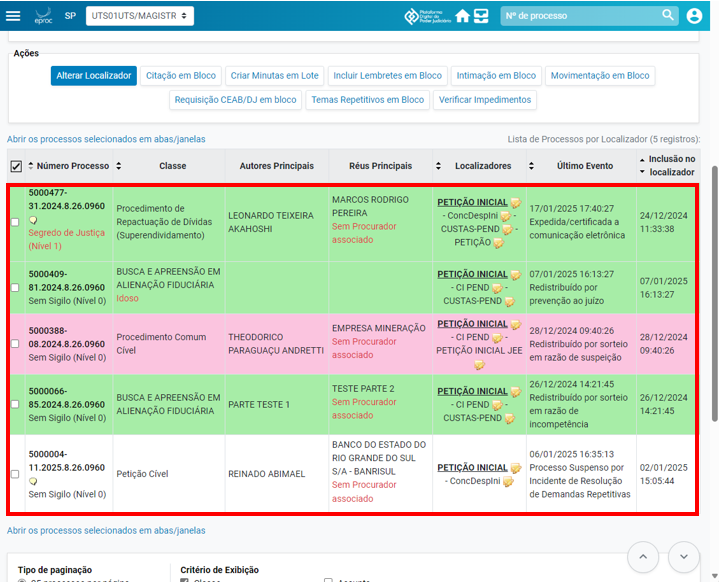 eproc SP UTS01UTS/MAGISTR Plataforma Digital do Poder Judiciário Nº de processo
Ações
Alterar Localizador Citação em Bloco Criar Minutas em Lote Incluir Lembretes em Bloco Intimação em Bloco Movimentação em Bloco
Requisição CEAB/DJ em bloco Temas Repetitivos em Bloco Verificar Impedimentos
Abrir os processos selecionados em abas/janelas Lista de Processos por Localizador (5 registros):
Número Processo Classe Autores Principais Réus Principais Localizadores Último Evento Inclusão no localizador
5000477-
31.2024.8.26.0960
Segredo de Justiça
(Nível 1)
Procedimento de
Repactuação de Dívidas
(Superendividamento)
LEONARDO TEIXEIRA
AKAHOSHI
MARCOS RODRIGO
PEREIRA
Sem Procurador
associado
PETIÇÃO INICIAL
- ConcDespIni -
CUSTAS-PEND -
PETIÇÃO
17/01/2025 17:40:27
Expedida/certificada a
comunicação eletrônica
24/12/2024
11:33:38
5000409-
81.2024.8.26.0960
Sem Sigilo (Nível 0)
BUSCA E APREENSÃO EM
ALIENAÇÃO FIDUCIÁRIA
Idoso
PETIÇÃO INICIAL
- CI PEND -
CUSTAS-PEND
07/01/2025 16:13:27
Redistribuído por
prevenção ao juízo
07/01/2025
16:13:27
5000388-
08.2024.8.26.0960
Sem Sigilo (Nível 0)
Procedimento Comum
Cível
THEODORICO
PARAGUAÇU ANDRETTI
EMPRESA MINERAÇÃO
Sem Procurador
associado
PETIÇÃO INICIAL
- CI PEND -
PETIÇÃO INICIAL JEE
28/12/2024 09:40:26
Redistribuído por sorteio
em razão de suspeição
28/12/2024
09:40:26
5000066-
85.2024.8.26.0960
Sem Sigilo (Nível 0)
BUSCA E APREENSÃO EM
ALIENAÇÃO FIDUCIÁRIA
PARTE TESTE 1
TESTE PARTE 2
Sem Procurador
associado
PETIÇÃO INICIAL
- CI PEND -
CUSTAS-PEND
26/12/2024 14:21:45
Redistribuído por sorteio
em razão de
incompetência
26/12/2024
14:21:45
5000004-
11.2025.8.26.0960
Sem Sigilo (Nível 0)
Petição Cível
REINADO ABIMAEL
BANCO DO ESTADO DO
RIO GRANDE DO SUL
S/A - BANRISUL
Sem Procurador
associado
PETIÇÃO INICIAL
- ConcDespIni
06/01/2025 16:35:13
Processo Suspenso por
Incidente de Resolução
de Demandas Repetitivas
02/01/2025
15:05:44
Abrir os processos selecionados em abas/janelas
Tipo de paginação Critério de Exibição